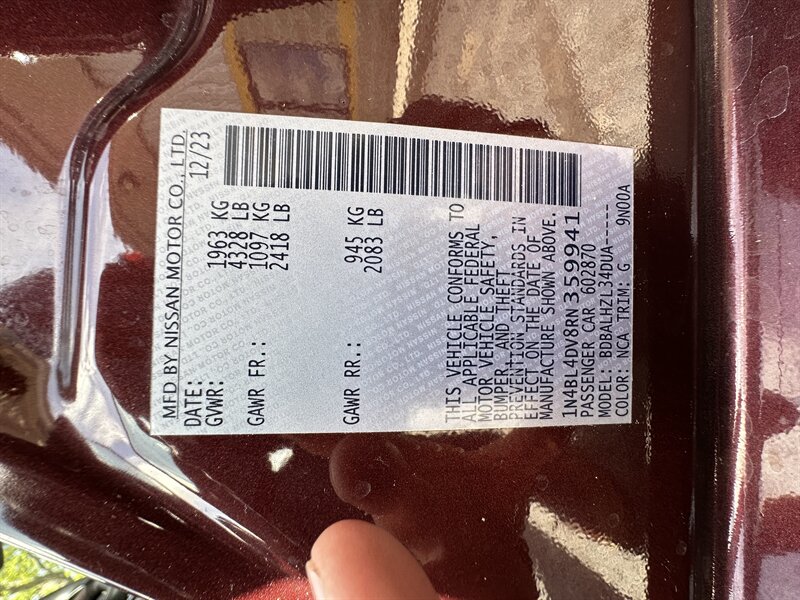 MFD BY NISSAN MOTOR CO., LTD.
DATE: 12/23
GVWR: 1963 KG
4328 LB
GAWR FR.: 1097 KG
2418 LB
GAWR RR.: 945 KG
2083 LB
THIS VEHICLE CONFORMS TO
ALL APPLICABLE FEDERAL
MOTOR VEHICLE SAFETY,
BUMPER, AND THEFT
PREVENTION STANDARDS IN
EFFECT ON THE DATE OF
MANUFACTURE SHOWN ABOVE.
1N4BL4DV8RN359941
PASSENGER CAR 602870
MODEL: BDBALHZL34DUA-----
COLOR: NCA TRIM: G 9N00A